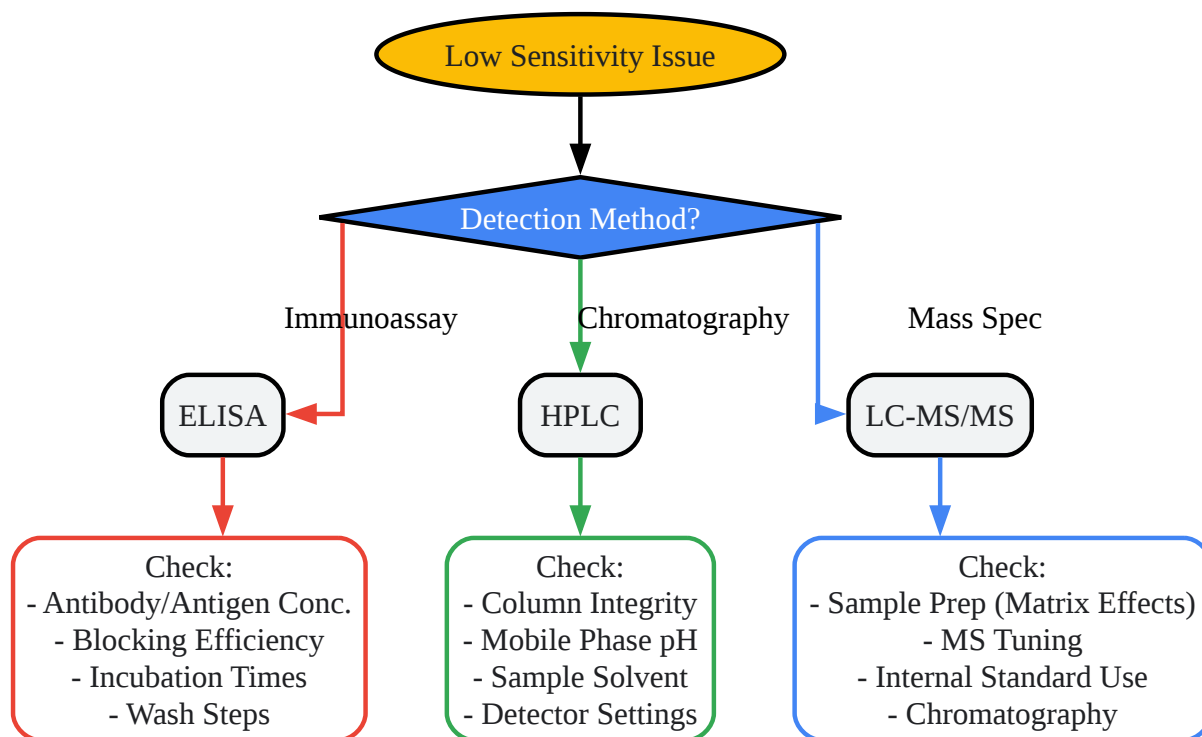 Low Sensitivity Issue
Detection Method?
Immunoassay
Chromatography
Mass Spec
ELISA
HPLC
LC-MS/MS
Check:
- Antibody/Antigen Conc.
- Blocking Efficiency
- Incubation Times
- Wash Steps
Check:
- Column Integrity
- Mobile Phase pH
- Sample Solvent
- Detector Settings
Check:
- Sample Prep (Matrix Effects)
- MS Tuning
- Internal Standard Use
- Chromatography